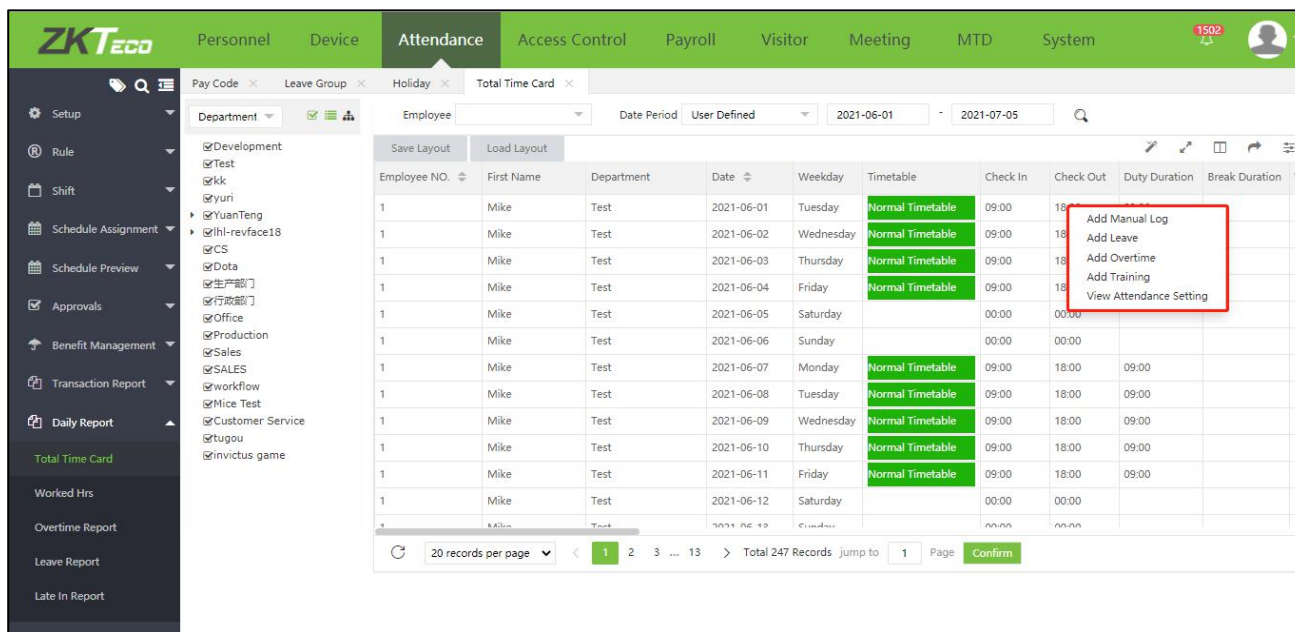 ZKTECO Personnel Device Attendance Access Control Payroll Visitor Meeting MTD System 1502
Pay Code × Leave Group × Holiday × Total Time Card ×
Setup
Rule
Shift
Schedule Assignment
Schedule Preview
Approvals
Benefit Management
Transaction Report
Daily Report
Total Time Card
Worked Hrs
Overtime Report
Leave Report
Late In Report
Department
Development
Test
kk
yuri
YuanTeng
lhl-revface18
CS
Dota
生产部门
行政部门
Office
Production
Sales
SALES
workflow
Mice Test
Customer Service
tugou
invictus game
Employee Date Period User Defined 2021-06-01 - 2021-07-05
Save Layout Load Layout
Employee NO. First Name Department Date Weekday Timetable Check In Check Out Duty Duration Break Duration
1 Mike Test 2021-06-01 Tuesday Normal Timetable 09:00
1 Mike Test 2021-06-02 Wednesday Normal Timetable 09:00 18
1 Mike Test 2021-06-03 Thursday Normal Timetable 09:00 18
1 Mike Test 2021-06-04 Friday Normal Timetable 09:00 18
1 Mike Test 2021-06-05 Saturday 00:00 00:00
1 Mike Test 2021-06-06 Sunday 00:00 00:00
1 Mike Test 2021-06-07 Monday Normal Timetable 09:00 18:00 09:00
1 Mike Test 2021-06-08 Tuesday Normal Timetable 09:00 18:00 09:00
1 Mike Test 2021-06-09 Wednesday Normal Timetable 09:00 18:00 09:00
1 Mike Test 2021-06-10 Thursday Normal Timetable 09:00 18:00 09:00
1 Mike Test 2021-06-11 Friday Normal Timetable 09:00 18:00 09:00
1 Mike Test 2021-06-12 Saturday 00:00 00:00
Add Manual Log
Add Leave
Add Overtime
Add Training
View Attendance Setting
20 records per page < 1 2 3 ... 13 > Total 247 Records jump to 1 Page Confirm